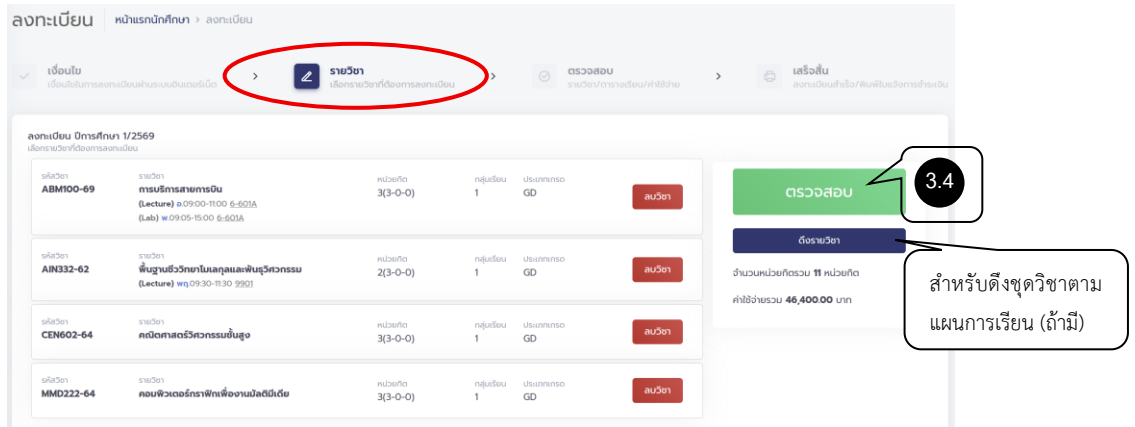 ลงทะเบียน หน้าแรกนักศึกษา › ลงทะเบียน
เงื่อนไข > รายวิชา > ตรวจสอบ > เสร็จสิ้น
เงื่อนไขในการลงทะเบียนผ่านระบบอินเตอร์เน็ต เลือกรายวิชาที่ต้องการลงทะเบียน รายวิชา/ตารางเรียน/ค่าใช้จ่าย ลงทะเบียนสำเร็จ/พิมพ์ใบแจ้งการชำระเงิน
ลงทะเบียน ปีการศึกษา 1/2569
เลือกรายวิชาที่ต้องการลงทะเบียน
รหัสวิชา รายวิชา หน่วยกิต กลุ่มเรียน ประเภทเกรด
ABM100-69 การบริการสายการบิน 3(3-0-0) 1 GD ลบวิชา
(Lecture) อ.09:00-11:00 6-601A
(Lab) พ.09:05-15:00 6-601A
รหัสวิชา รายวิชา หน่วยกิต กลุ่มเรียน ประเภทเกรด
AIN332-62 พื้นฐานชีววิทยาโมเลกุลและพันธุวิศวกรรม 2(3-0-0) 1 GD ลบวิชา
(Lecture) พฤ.09:30-11:30 9901
รหัสวิชา รายวิชา หน่วยกิต กลุ่มเรียน ประเภทเกรด
CEN602-64 คณิตศาสตร์วิศวกรรมขั้นสูง 3(3-0-0) 1 GD ลบวิชา
รหัสวิชา รายวิชา หน่วยกิต กลุ่มเรียน ประเภทเกรด
MMD222-64 คอมพิวเตอร์กราฟิกเพื่องานมัลติมีเดีย 3(3-0-0) 1 GD ลบวิชา
ตรวจสอบ
3.4
ดึงรายวิชา
จำนวนหน่วยกิตรวม 11 หน่วยกิต
ค่าใช้จ่ายรวม 46,400.00 บาท
สำหรับดึงชุดวิชาตาม
แผนการเรียน (ถ้ามี)